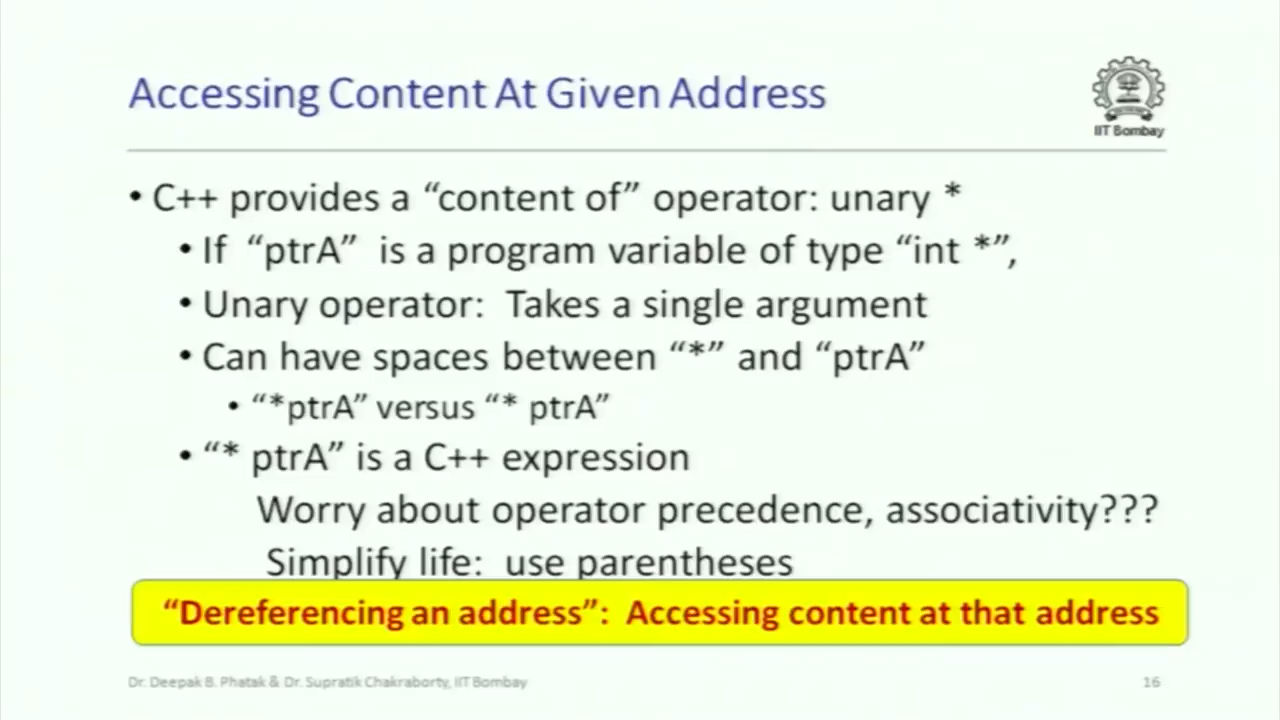 Accessing Content At Given Address
IIT Bombay
• C++ provides a “content of” operator: unary *
• If “ptrA” is a program variable of type “int *”,
• Unary operator: Takes a single argument
• Can have spaces between “*” and “ptrA”
• “*ptrA” versus “* ptrA”
• “* ptrA” is a C++ expression
Worry about operator precedence, associativity???
Simplify life: use parentheses
“Dereferencing an address”: Accessing content at that address
Dr. Deepak B. Phatak & Dr. Supratik Chakraborty, IIT Bombay
16